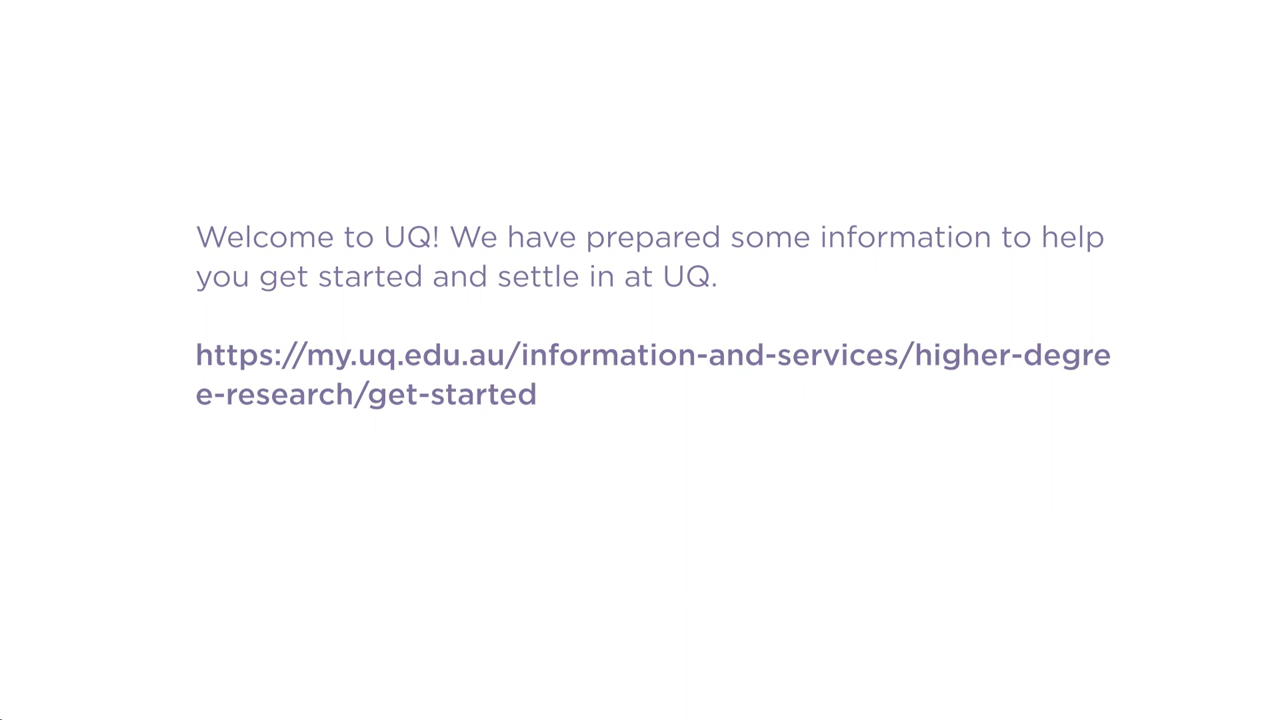 Welcome to UQ! We have prepared some information to help
you get started and settle in at UQ.
https://my.uq.edu.au/information-and-services/higher-degre
e-research/get-started